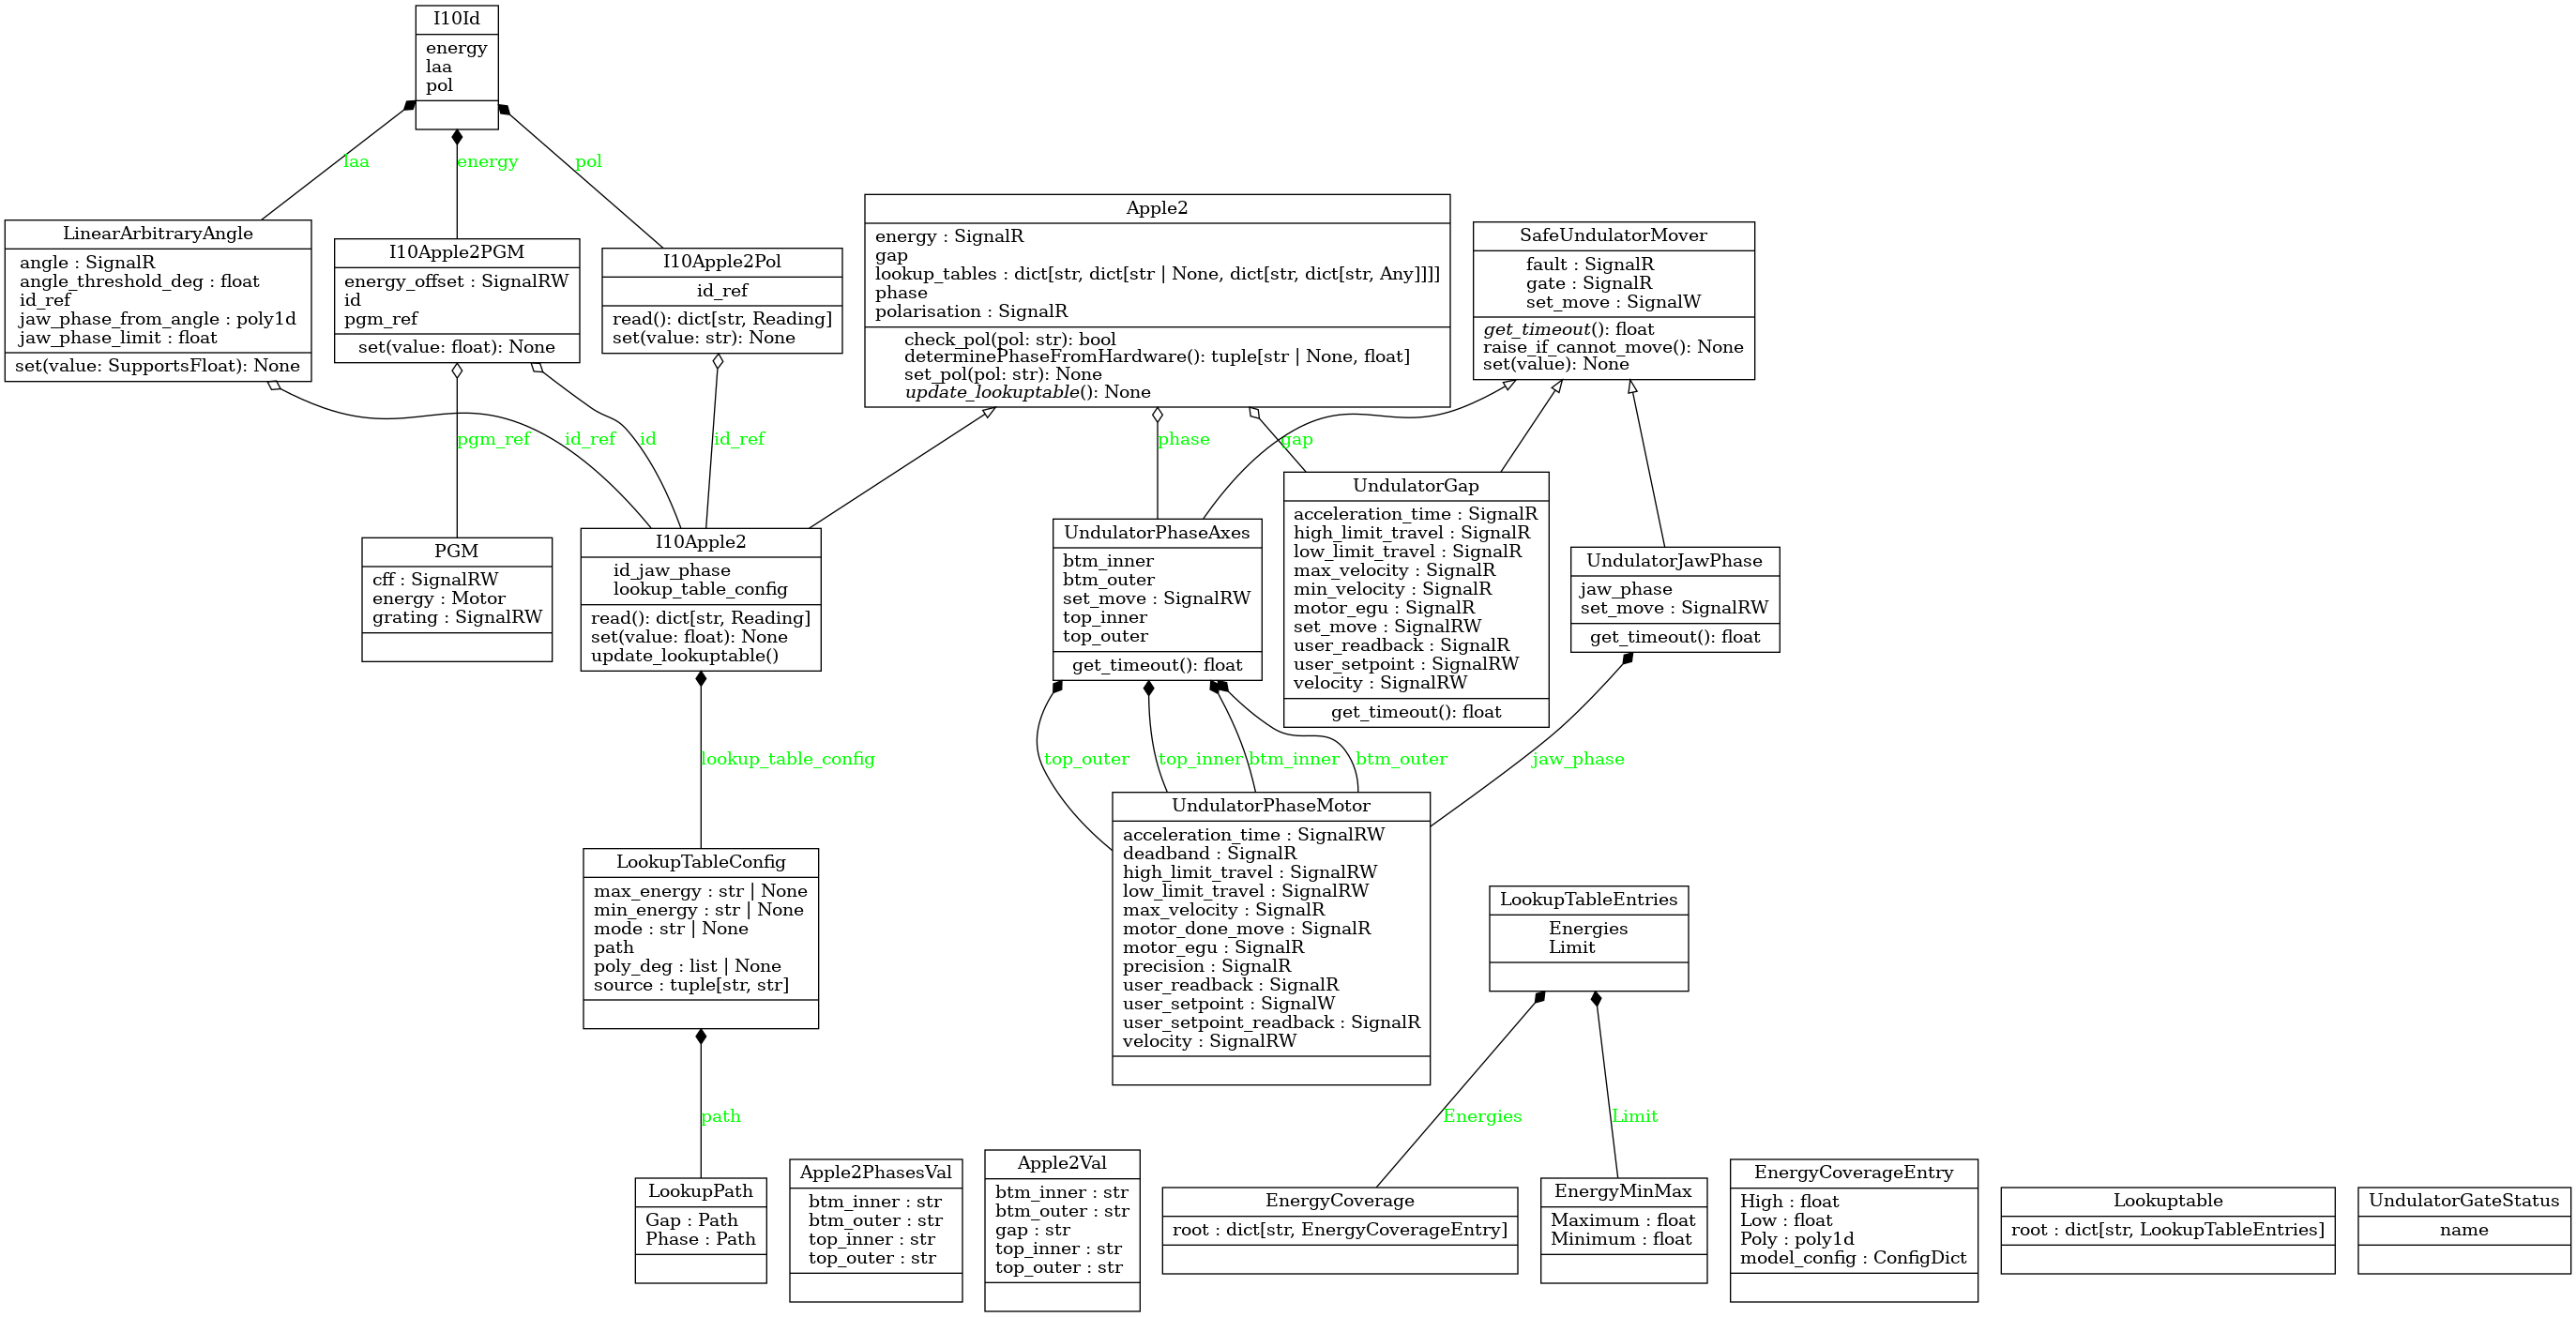 I10Id
energy
laa
pol
laa
energy
pol
LinearArbitraryAngle
angle : SignalR
angle_threshold_deg : float
id_ref
jaw_phase_from_angle : poly1d
jaw_phase_limit : float
set(value: SupportsFloat): None
I10Apple2PGM
energy_offset : SignalRW
id
pgm_ref
set(value: float): None
I10Apple2Pol
id_ref
read(): dict[str, Reading]
set(value: str): None
Apple2
energy : SignalR
gap
lookup_tables : dict[str, dict[str | None, dict[str, dict[str, Any]]]]
phase
polarisation : SignalR
check_pol(pol: str): bool
determinePhaseFromHardware(): tuple[str | None, float]
set_pol(pol: str): None
update_lookuptable(): None
SafeUndulatorMover
fault : SignalR
gate : SignalR
set_move : SignalW
get_timeout(): float
raise_if_cannot_move(): None
set(value): None
pgm_ref
id_ref
id
id_ref
phase
gap
PGM
cff : SignalRW
energy : Motor
grating : SignalRW
I10Apple2
id_jaw_phase
lookup_table_config
read(): dict[str, Reading]
set(value: float): None
update_lookuptable()
UndulatorPhaseAxes
btm_inner
btm_outer
set_move : SignalRW
top_inner
top_outer
get_timeout(): float
UndulatorGap
acceleration_time : SignalR
high_limit_travel : SignalR
low_limit_travel : SignalR
max_velocity : SignalR
min_velocity : SignalR
motor_egu : SignalR
set_move : SignalRW
user_readback : SignalR
user_setpoint : SignalRW
velocity : SignalRW
get_timeout(): float
UndulatorJawPhase
jaw_phase
set_move : SignalRW
get_timeout(): float
lookup_table_config
top_outer
top_inner
btm_inner
btm_outer
jaw_phase
LookupTableConfig
max_energy : str | None
min_energy : str | None
mode : str | None
path
poly_deg : list | None
source : tuple[str, str]
UndulatorPhaseMotor
acceleration_time : SignalRW
deadband : SignalR
high_limit_travel : SignalRW
low_limit_travel : SignalRW
max_velocity : SignalR
motor_done_move : SignalR
motor_egu : SignalR
precision : SignalR
user_readback : SignalR
user_setpoint : SignalW
user_setpoint_readback : SignalR
velocity : SignalRW
LookupTableEntries
Energies
Limit
path
Energies
Limit
LookupPath
Gap : Path
Phase : Path
Apple2PhasesVal
btm_inner : str
btm_outer : str
top_inner : str
top_outer : str
Apple2Val
btm_inner : str
btm_outer : str
gap : str
top_inner : str
top_outer : str
EnergyCoverage
root : dict[str, EnergyCoverageEntry]
EnergyMinMax
Maximum : float
Minimum : float
EnergyCoverageEntry
High : float
Low : float
Poly : poly1d
model_config : ConfigDict
Lookuptable
root : dict[str, LookupTableEntries]
UndulatorGateStatus
name